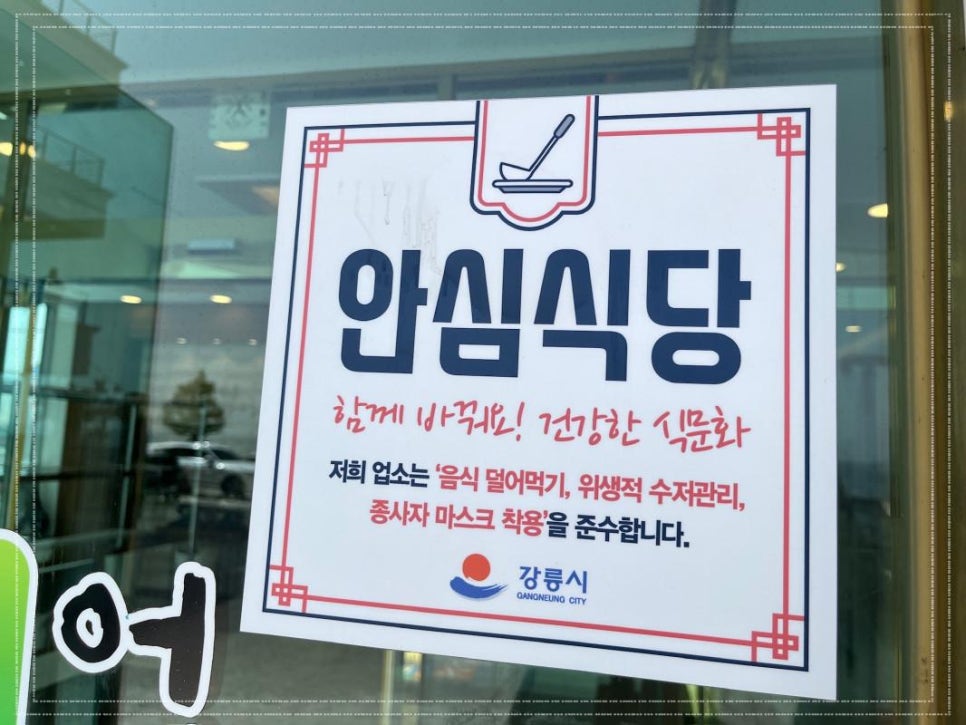 안심식당
함께 바꿔요! 건강한 식문화
저희 업소는 '음식 덜어먹기, 위생적 수저관리,
종사자 마스크 착용'을 준수합니다.
강릉시
GANGNEUNG CITY
어